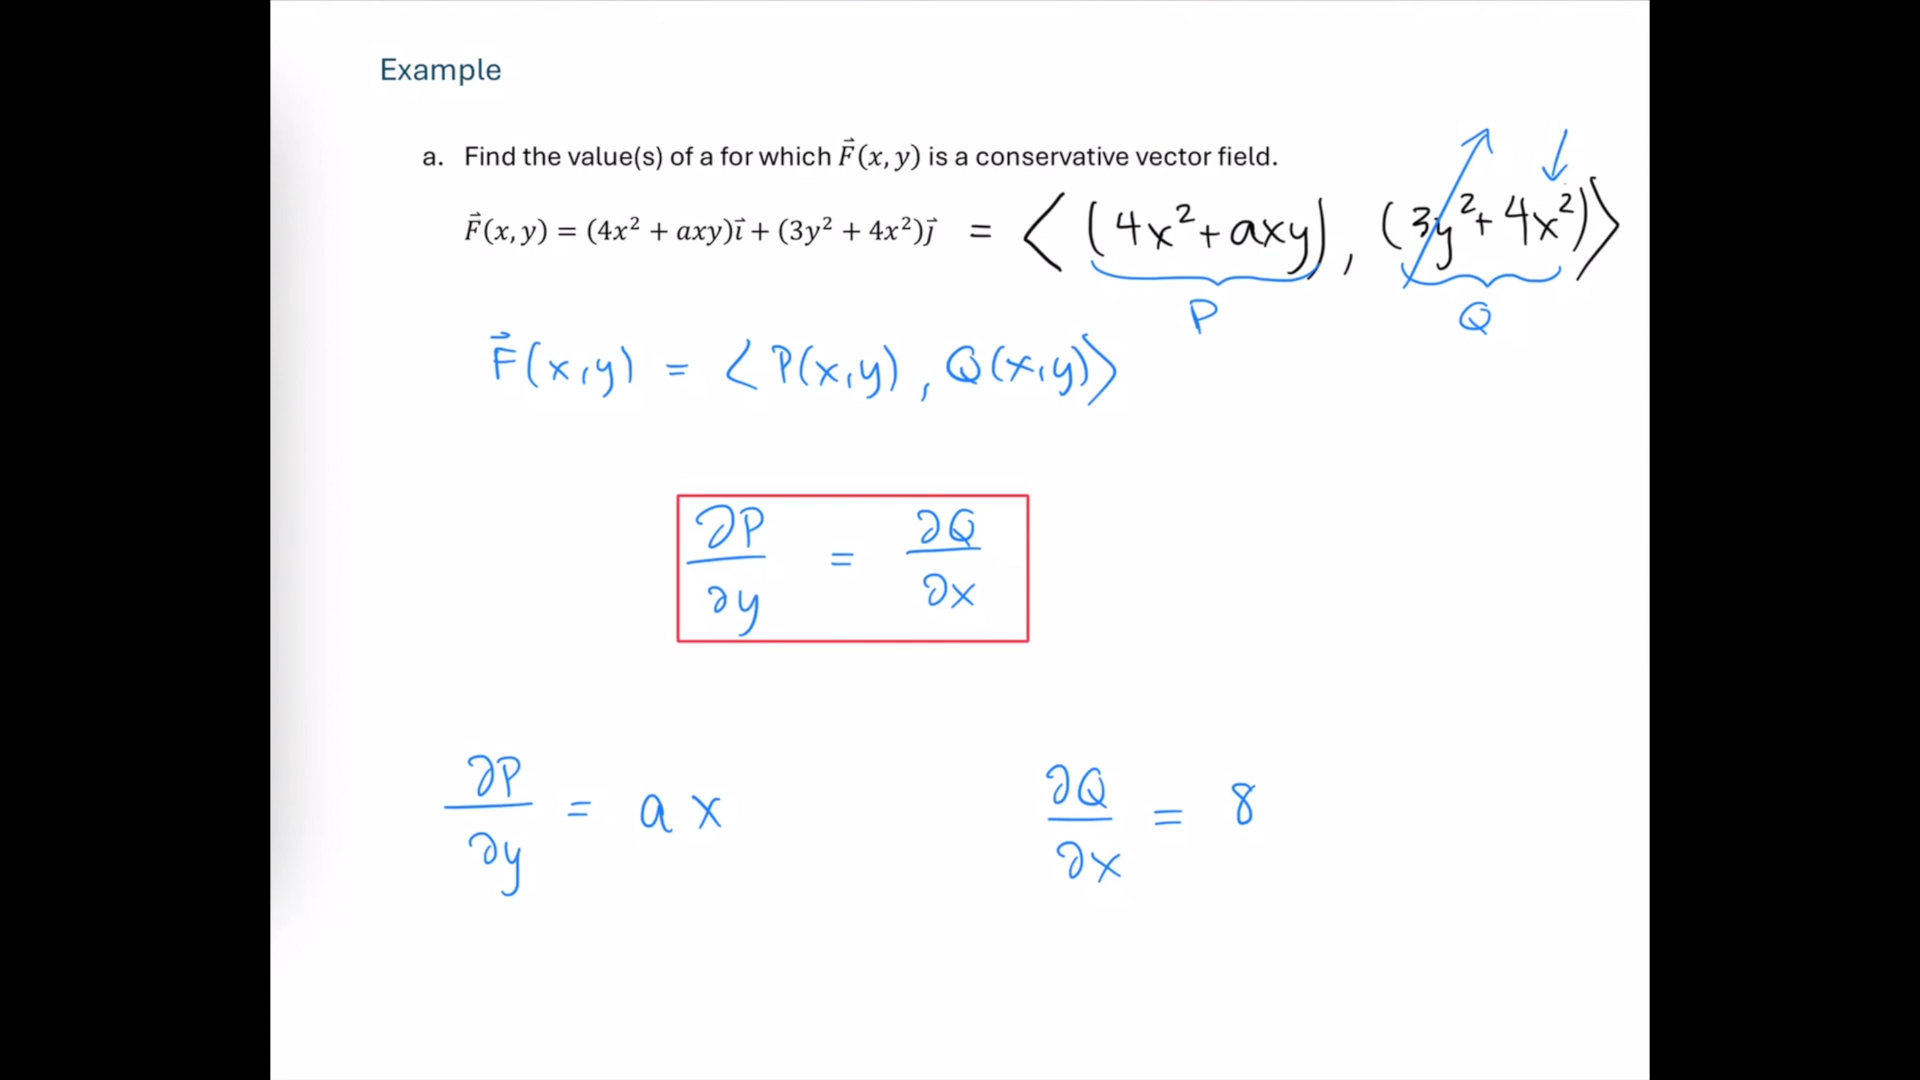 Example
a. Find the value(s) of a for which F⃗(x, y) is a conservative vector field.
F⃗(x, y) = (4x² + axy)i⃗ + (3y² + 4x²)j⃗ = ⟨(4x² + axy), (3y² + 4x²)⟩
P Q
F⃗(x,y) = ⟨P(x,y), Q(x,y)⟩
∂P/∂y = ∂Q/∂x
∂P/∂y = ax ∂Q/∂x = 8